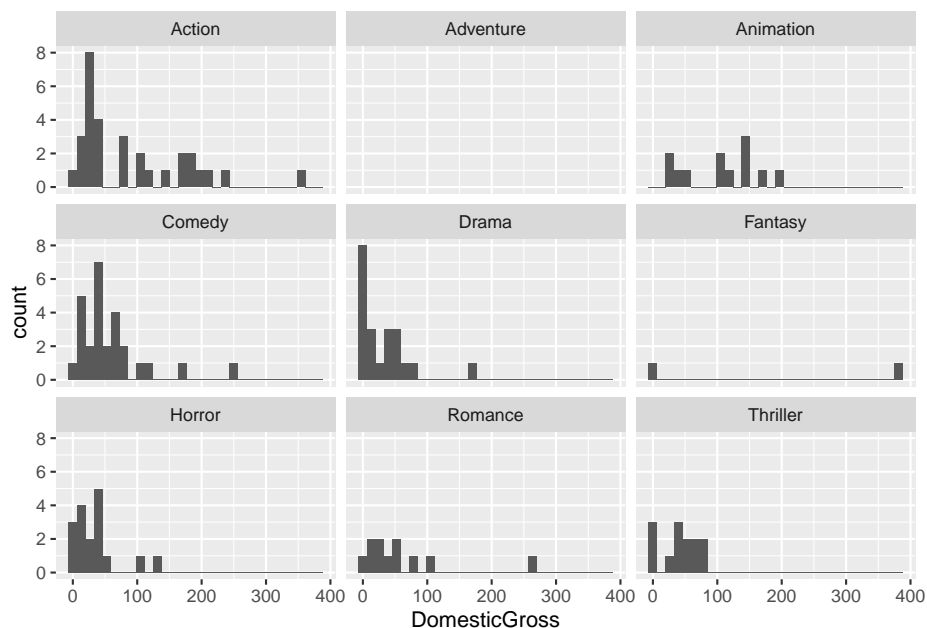 Action Adventure Animation
8
6
4
2
0
Comedy Drama Fantasy
8
6
4
2
0
count
Horror Romance Thriller
8
6
4
2
0
0 100 200 300 400 0 100 200 300 400 0 100 200 300 400
DomesticGross